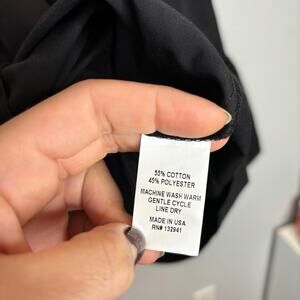 55% COTTON
45% POLYESTER
MACHINE WASH WARM
GENTLE CYCLE
LINE DRY
MADE IN USA
RN# 132941